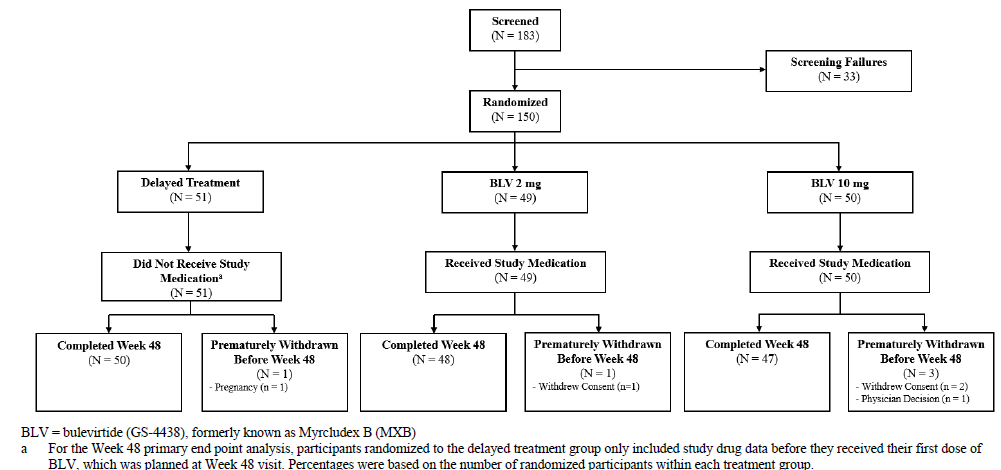 Screened
(N = 183)
Screening Failures
(N = 33)
Randomized
(N = 150)
Delayed Treatment
(N = 51)
BLV 2 mg
(N = 49)
BLV 10 mg
(N = 50)
Did Not Receive Study
Medicationᵃ
(N = 51)
Received Study Medication
(N = 49)
Received Study Medication
(N = 50)
Completed Week 48
(N = 50)
Prematurely Withdrawn
Before Week 48
(N = 1)
- Pregnancy (n = 1)
Completed Week 48
(N = 48)
Prematurely Withdrawn
Before Week 48
(N = 1)
- Withdrew Consent (n=1)
Completed Week 48
(N = 47)
Prematurely Withdrawn
Before Week 48
(N = 3)
- Withdrew Consent (n = 2)
- Physician Decision (n = 1)
BLV = bulevirtide (GS-4438), formerly known as Myrcludex B (MXB)
a For the Week 48 primary end point analysis, participants randomized to the delayed treatment group only included study drug data before they received their first dose of
BLV, which was planned at Week 48 visit. Percentages were based on the number of randomized participants within each treatment group.